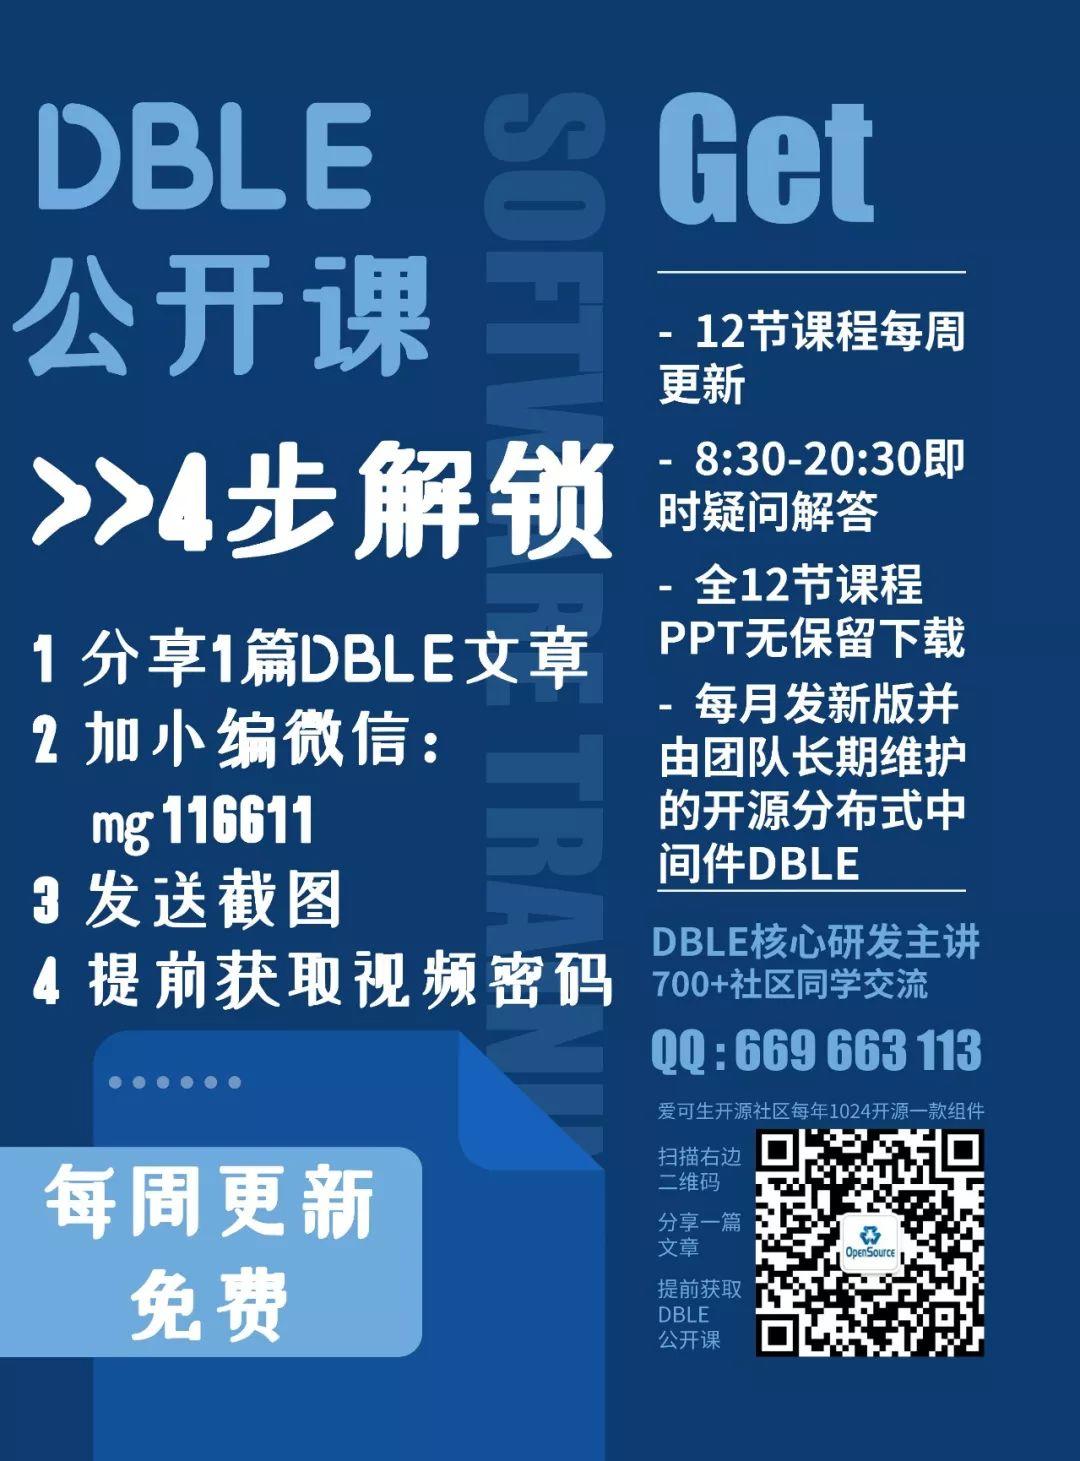 DBLE
公开课
>>4步解锁
1 分享1篇DBLE文章
2 加小编微信：
mg116611
3 发送截图
4 提前获取视频密码
每周更新
免费
SOFTWARE TRAINING
Get
- 12节课程每周
更新
- 8:30-20:30即
时疑问解答
- 全12节课程
PPT无保留下载
- 每月发新版并
由团队长期维护
的开源分布式中
间件DBLE
DBLE核心研发主讲
700+社区同学交流
QQ : 669 663 113
爱可生开源社区每年1024开源一款组件
扫描右边
二维码
分享一篇
文章
提前获取
DBLE
公开课
OpenSource